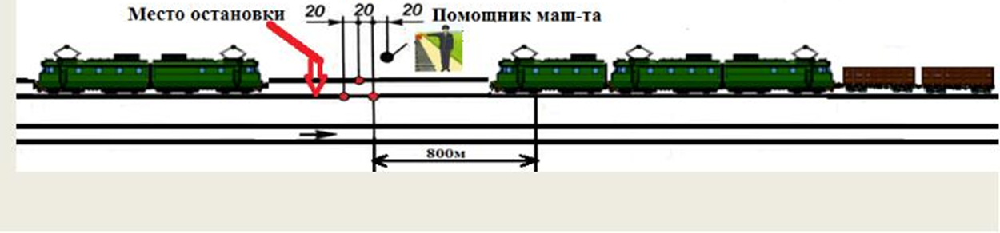 Место остановки 20 20 20 Помощник маш-та
800м